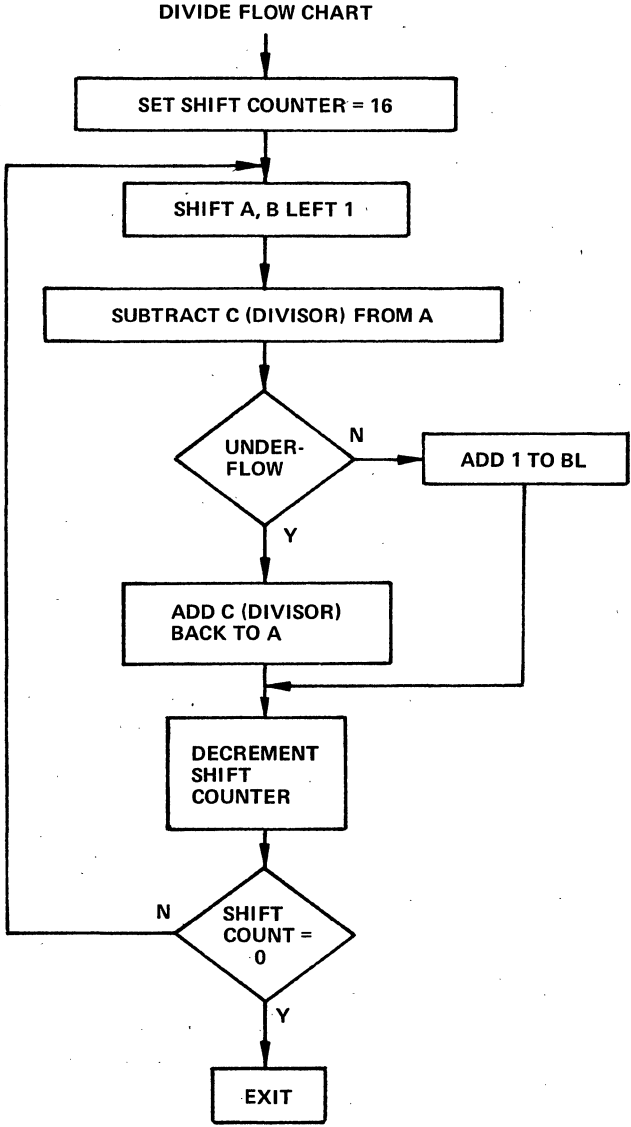 DIVIDE FLOW CHART
SET SHIFT COUNTER = 16
SHIFT A, B LEFT 1
SUBTRACT C (DIVISOR) FROM A
UNDER-
FLOW
N
ADD 1 TO BL
Y
ADD C (DIVISOR)
BACK TO A
DECREMENT
SHIFT
COUNTER
N
SHIFT
COUNT =
0
Y
EXIT